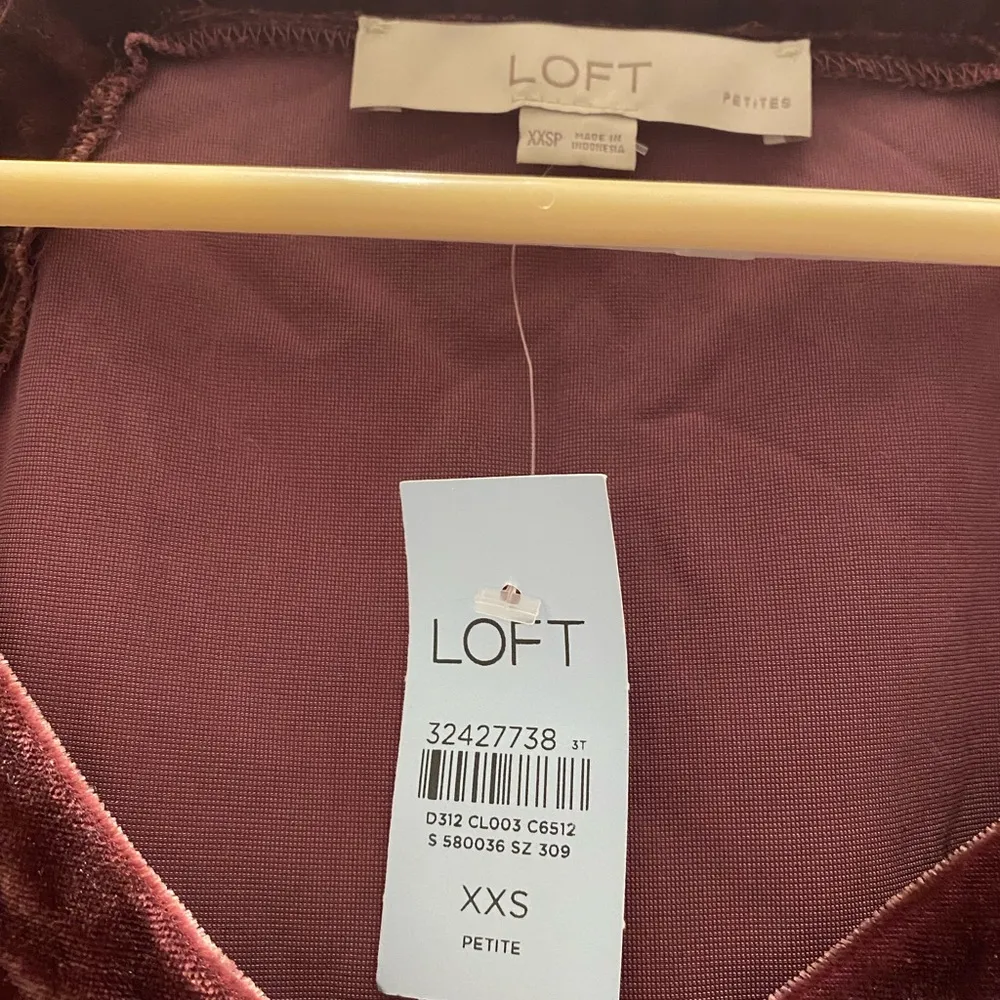 LOFT
PETITES
XXSP MADE IN
INDONESIA
LOFT
32427738 3T
D312 CL003 C6512
S 580036 SZ 309
XXS
PETITE